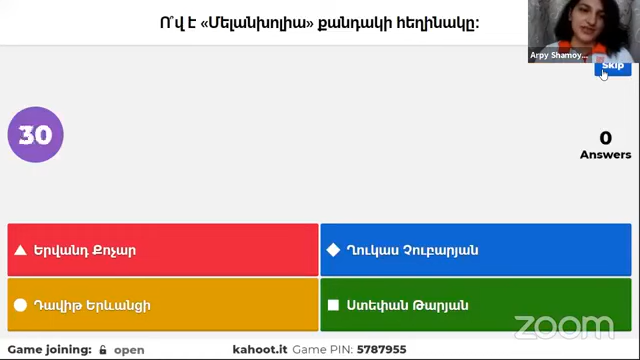 Ո՞վ է «Մելանխոլիա» քանդակի հեղինակը:
Arpy Shamoy...
Skip
30
0
Answers
Երվանդ Քոչար
Ղուկաս Չուբարյան
Դավիթ Երևանցի
Ստեփան Թարյան
zoom
Game joining: open
kahoot.it Game PIN: 5787955